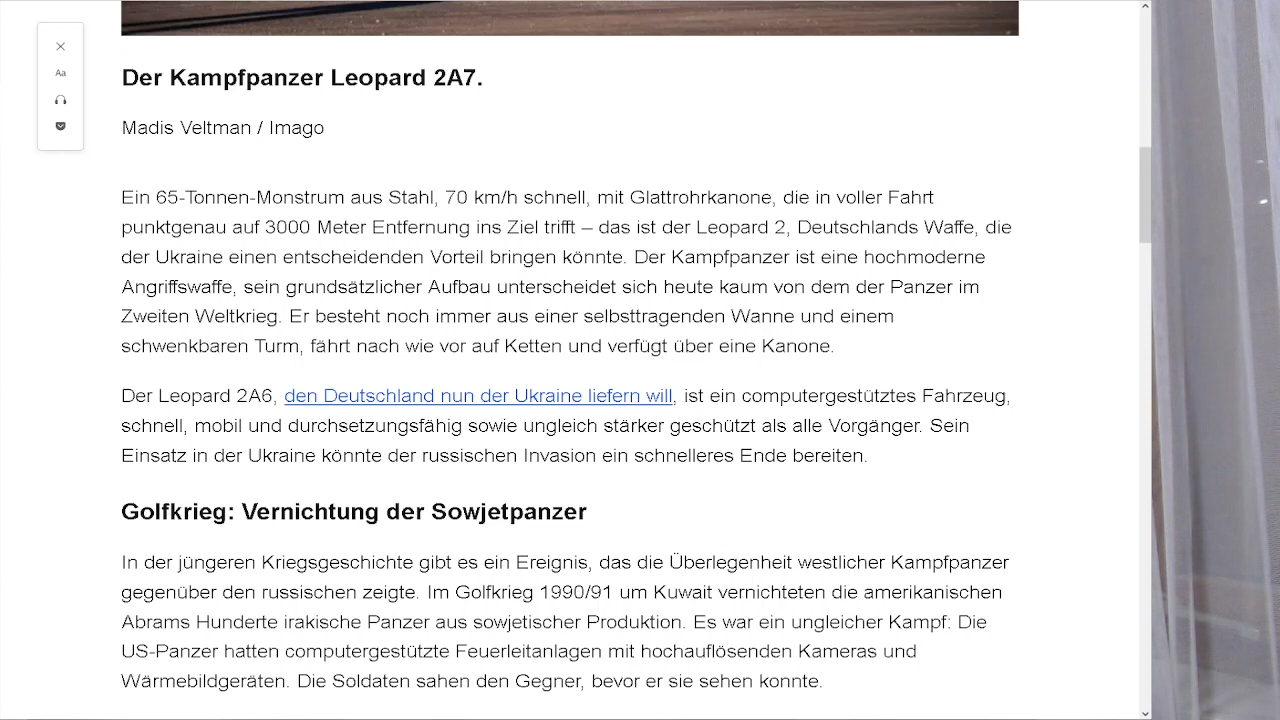 Der Kampfpanzer Leopard 2A7.
Aa
Madis Veltman / Imago
Ein 65-Tonnen-Monstrum aus Stahl, 70 km/h schnell, mit Glattrohrkanone, die in voller Fahrt
punktgenau auf 3000 Meter Entfernung ins Ziel trifft – das ist der Leopard 2, Deutschlands Waffe, die
der Ukraine einen entscheidenden Vorteil bringen könnte. Der Kampfpanzer ist eine hochmoderne
Angriffswaffe, sein grundsätzlicher Aufbau unterscheidet sich heute kaum von dem der Panzer im
Zweiten Weltkrieg. Er besteht noch immer aus einer selbsttragenden Wanne und einem
schwenkbaren Turm, fährt nach wie vor auf Ketten und verfügt über eine Kanone.
Der Leopard 2A6, den Deutschland nun der Ukraine liefern will, ist ein computergestütztes Fahrzeug,
schnell, mobil und durchsetzungsfähig sowie ungleich stärker geschützt als alle Vorgänger. Sein
Einsatz in der Ukraine könnte der russischen Invasion ein schnelleres Ende bereiten.
Golfkrieg: Vernichtung der Sowjetpanzer
In der jüngeren Kriegsgeschichte gibt es ein Ereignis, das die Überlegenheit westlicher Kampfpanzer
gegenüber den russischen zeigte. Im Golfkrieg 1990/91 um Kuwait vernichteten die amerikanischen
Abrams Hunderte irakische Panzer aus sowjetischer Produktion. Es war ein ungleicher Kampf: Die
US-Panzer hatten computergestützte Feuerleitanlagen mit hochauflösenden Kameras und
Wärmebildgeräten. Die Soldaten sahen den Gegner, bevor er sie sehen konnte.